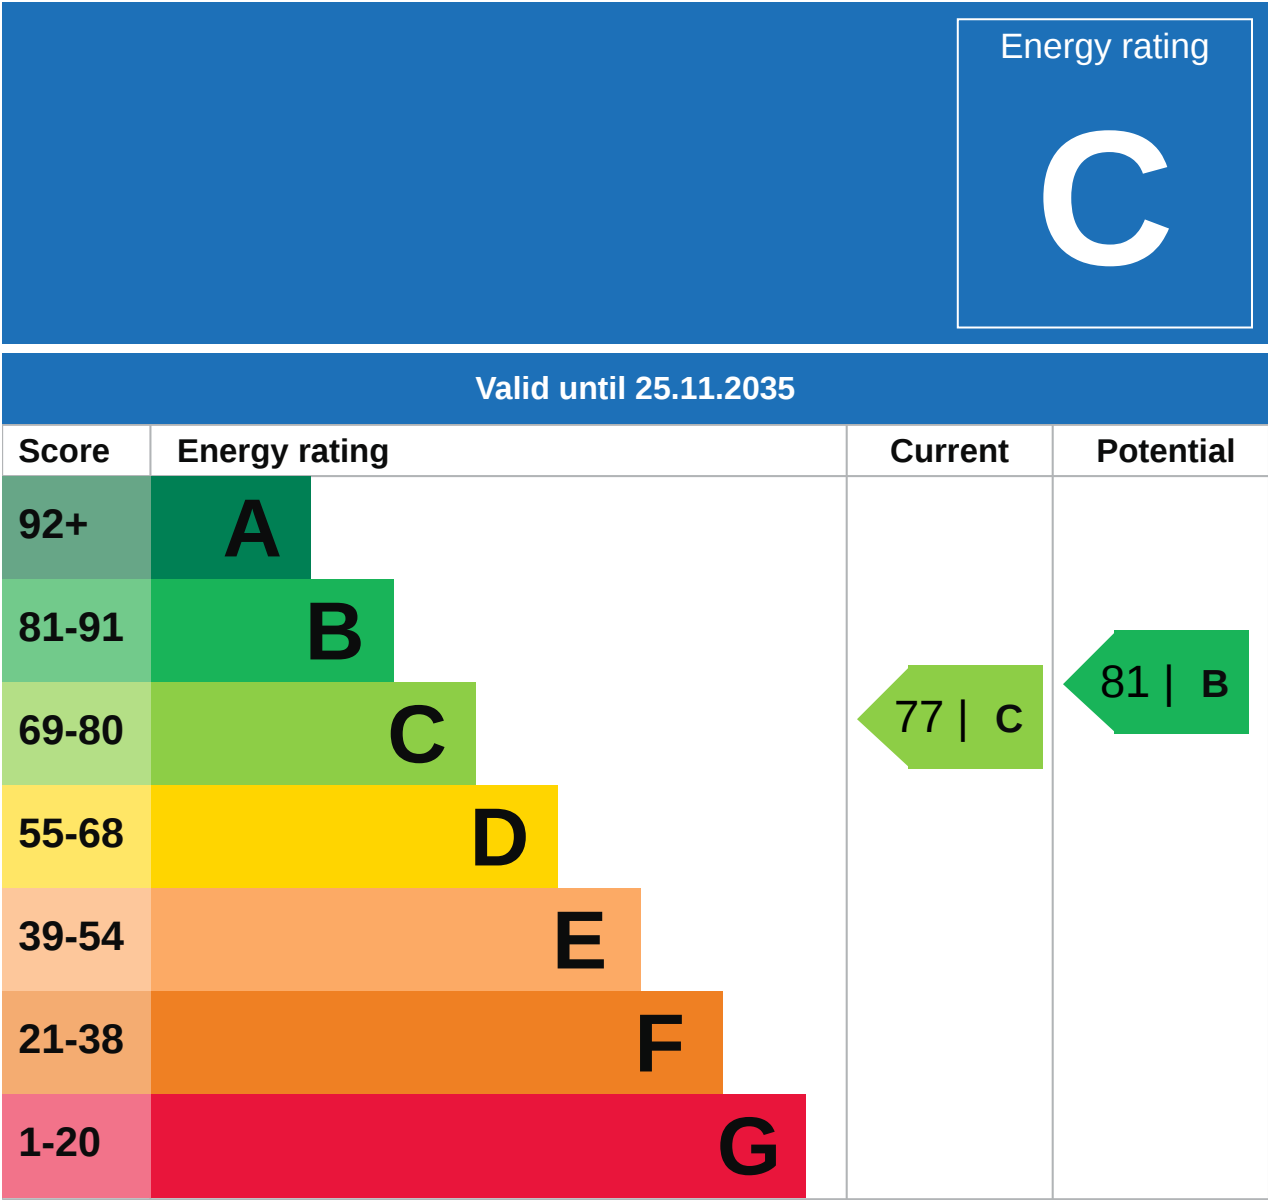 Energy rating
C
Valid until 25.11.2035
Score Energy rating Current Potential
92+ A
81-91 B
69-80 C
55-68 D
39-54 E
21-38 F
1-20 G
77 | C
81 | B